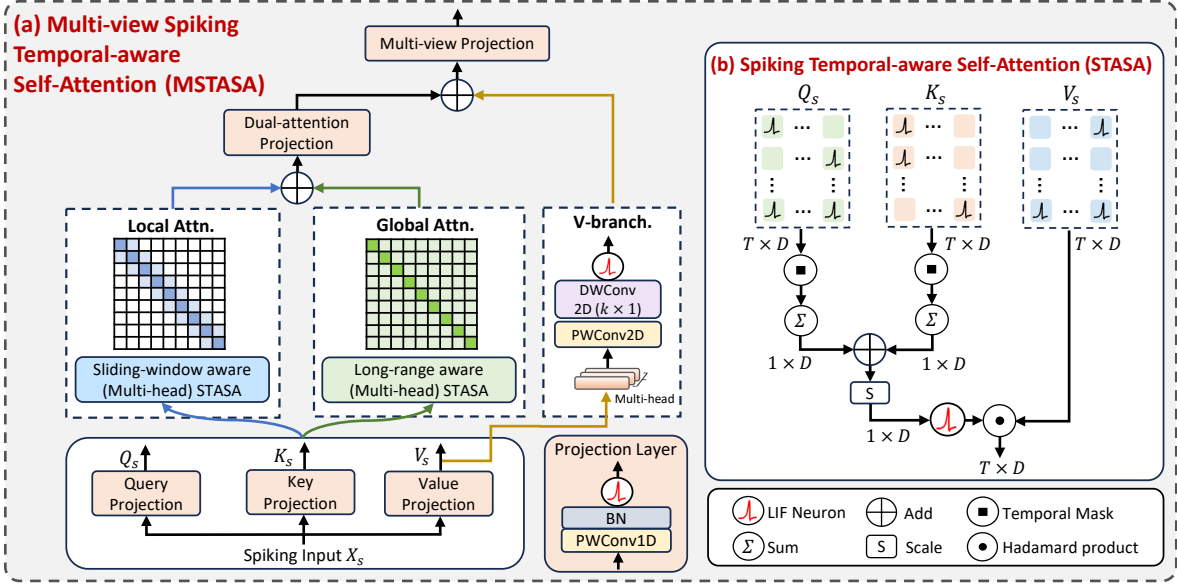 (a) Multi-view Spiking
Temporal-aware
Self-Attention (MSTASA)
Multi-view Projection
Dual-attention
Projection
Local Attn.
Sliding-window aware
(Multi-head) STASA
Global Attn.
Long-range aware
(Multi-head) STASA
V-branch.
DWConv
2D (k × 1)
PWConv2D
Multi-head
Q_s
K_s
V_s
Query
Projection
Key
Projection
Value
Projection
Spiking Input X_s
Projection Layer
BN
PWConv1D
(b) Spiking Temporal-aware Self-Attention (STASA)
Q_s
K_s
V_s
T × D
T × D
T × D
Σ
Σ
1 × D
1 × D
S
1 × D
T × D
LIF Neuron
Add
Temporal Mask
Σ Sum
S Scale
Hadamard product